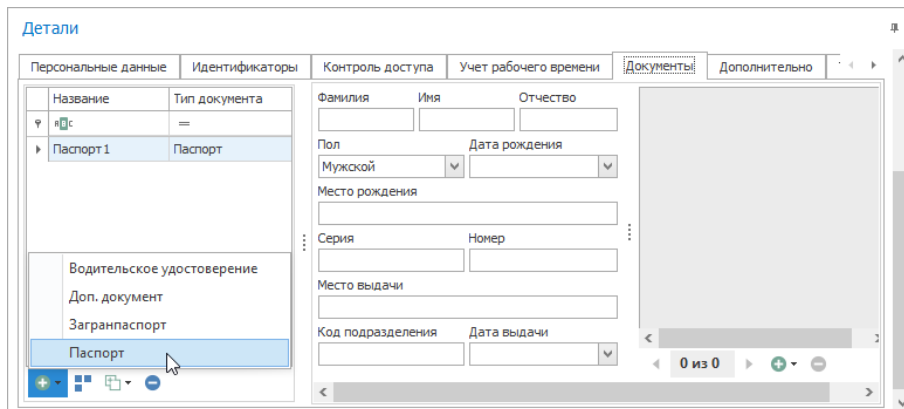 Детали
Персональные данные Идентификаторы Контроль доступа Учет рабочего времени Документы Дополнительно
Название Тип документа
ABC =
Паспорт1 Паспорт
Водительское удостоверение
Доп. документ
Загранпаспорт
Паспорт
Фамилия Имя Отчество
Пол Дата рождения
Мужской
Место рождения
Серия Номер
Место выдачи
Код подразделения Дата выдачи
0 из 0